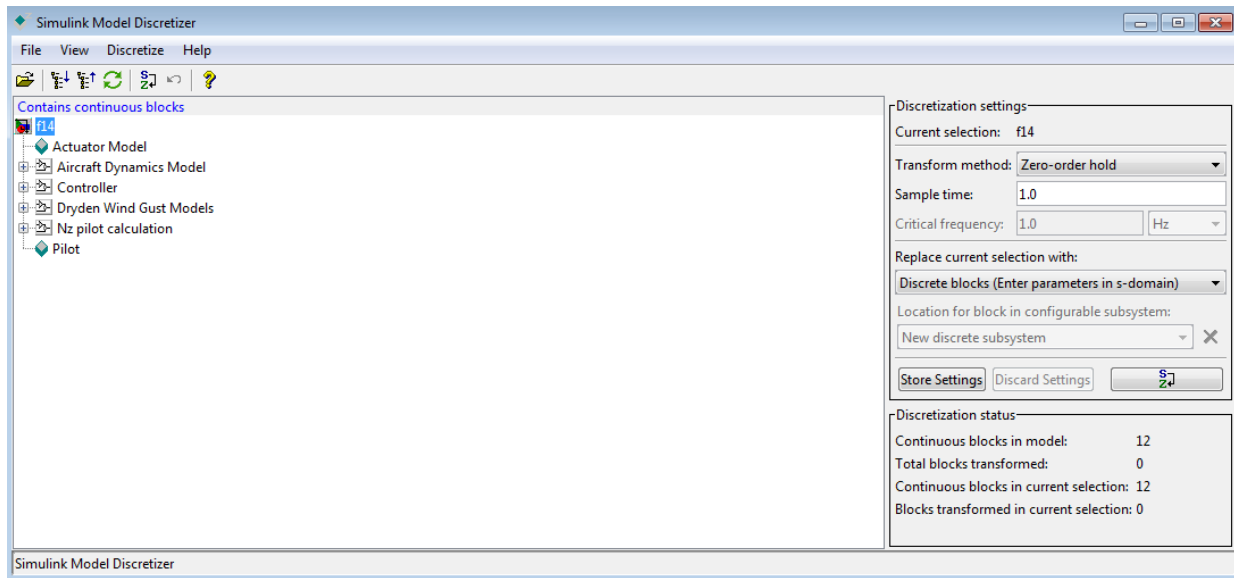 Simulink Model Discretizer
File View Discretize Help
Contains continuous blocks
f14
Actuator Model
Aircraft Dynamics Model
Controller
Dryden Wind Gust Models
Nz pilot calculation
Pilot
Discretization settings
Current selection: f14
Transform method: Zero-order hold
Sample time: 1.0
Critical frequency: 1.0 Hz
Replace current selection with:
Discrete blocks (Enter parameters in s-domain)
Location for block in configurable subsystem:
New discrete subsystem
Store Settings Discard Settings S Z
Discretization status
Continuous blocks in model: 12
Total blocks transformed: 0
Continuous blocks in current selection: 12
Blocks transformed in current selection: 0
Simulink Model Discretizer